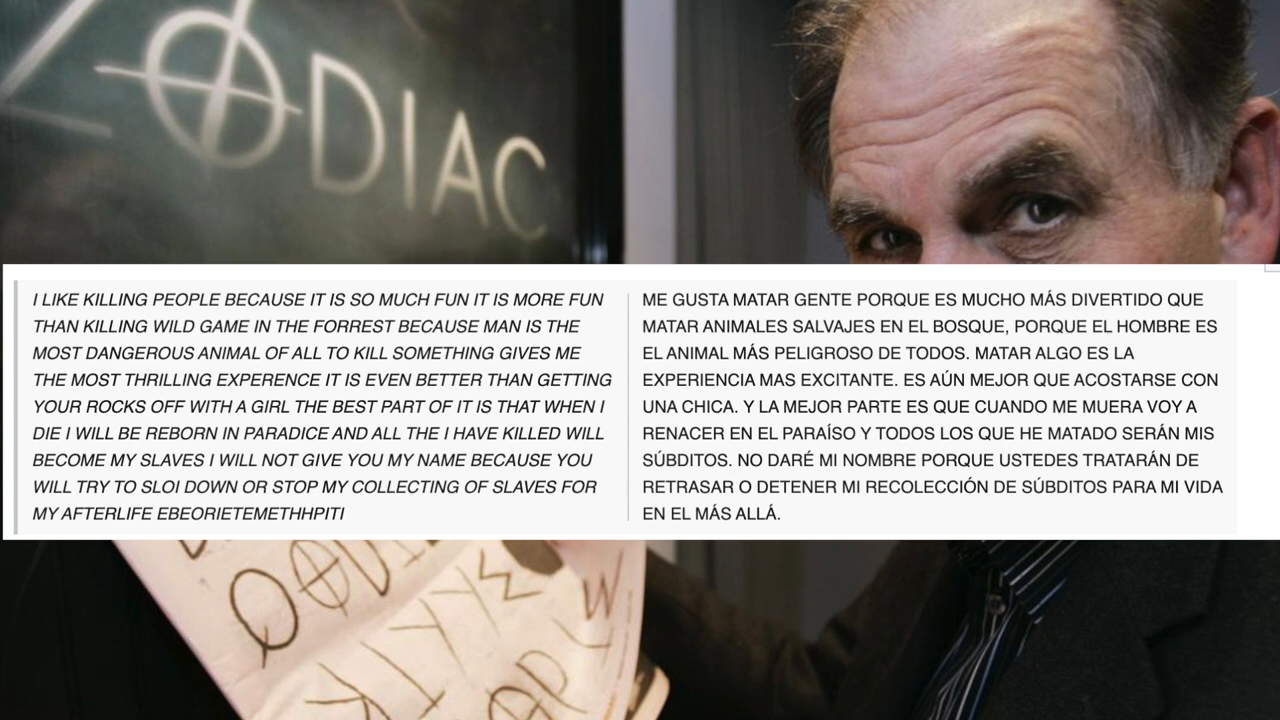 ZODIAC
I LIKE KILLING PEOPLE BECAUSE IT IS SO MUCH FUN IT IS MORE FUN
THAN KILLING WILD GAME IN THE FORREST BECAUSE MAN IS THE
MOST DANGEROUS ANIMAL OF ALL TO KILL SOMETHING GIVES ME
THE MOST THRILLING EXPERENCE IT IS EVEN BETTER THAN GETTING
YOUR ROCKS OFF WITH A GIRL THE BEST PART OF IT IS THAT WHEN I
DIE I WILL BE REBORN IN PARADICE AND ALL THE I HAVE KILLED WILL
BECOME MY SLAVES I WILL NOT GIVE YOU MY NAME BECAUSE YOU
WILL TRY TO SLOI DOWN OR STOP MY COLLECTING OF SLAVES FOR
MY AFTERLIFE EBEORIETEMETHHPITI
ME GUSTA MATAR GENTE PORQUE ES MUCHO MÁS DIVERTIDO QUE
MATAR ANIMALES SALVAJES EN EL BOSQUE, PORQUE EL HOMBRE ES
EL ANIMAL MÁS PELIGROSO DE TODOS. MATAR ALGO ES LA
EXPERIENCIA MAS EXCITANTE. ES AÚN MEJOR QUE ACOSTARSE CON
UNA CHICA. Y LA MEJOR PARTE ES QUE CUANDO ME MUERA VOY A
RENACER EN EL PARAÍSO Y TODOS LOS QUE HE MATADO SERÁN MIS
SÚBDITOS. NO DARÉ MI NOMBRE PORQUE USTEDES TRATARÁN DE
RETRASAR O DETENER MI RECOLECCIÓN DE SÚBDITOS PARA MI VIDA
EN EL MÁS ALLÁ.